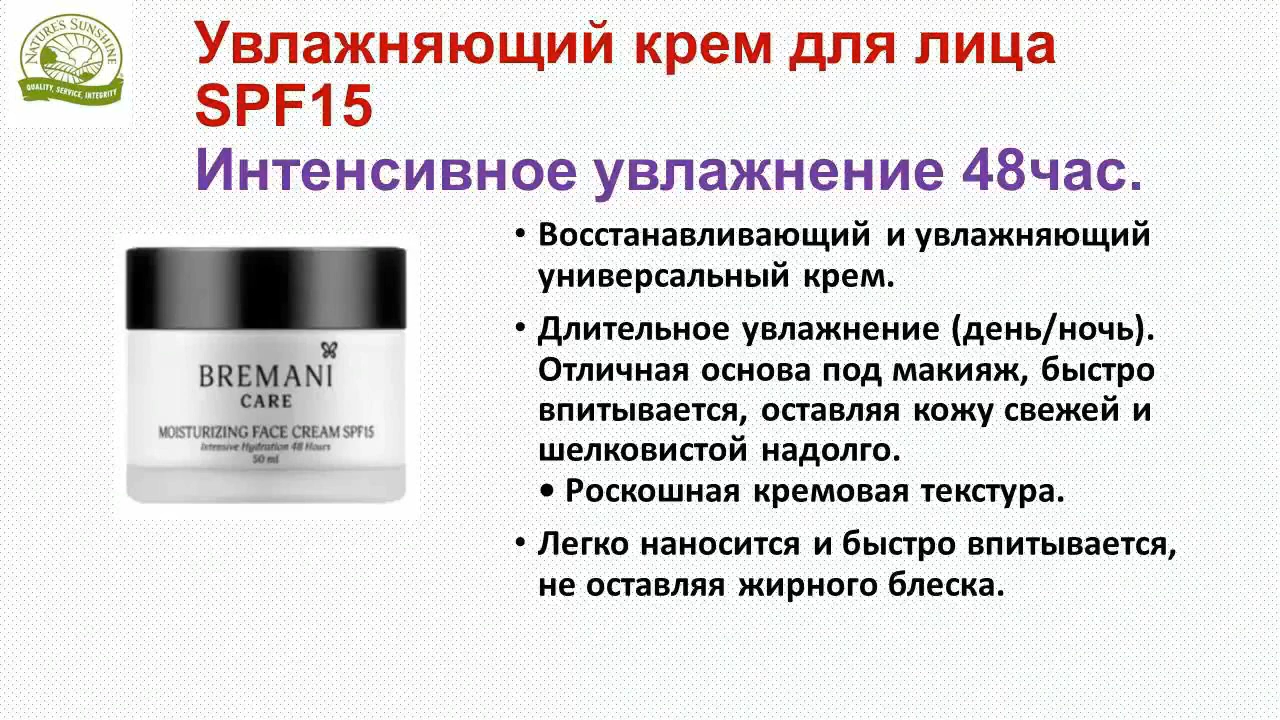 NATURE'S SUNSHINE
QUALITY, SERVICE, INTEGRITY
Увлажняющий крем для лица
SPF15
Интенсивное увлажнение 48час.
BREMANI
CARE
MOISTURIZING FACE CREAM SPF15
Intensive Hydration 48 Hours
50 ml
• Восстанавливающий и увлажняющий
универсальный крем.
• Длительное увлажнение (день/ночь).
Отличная основа под макияж, быстро
впитывается, оставляя кожу свежей и
шелковистой надолго.
• Роскошная кремовая текстура.
• Легко наносится и быстро впитывается,
не оставляя жирного блеска.